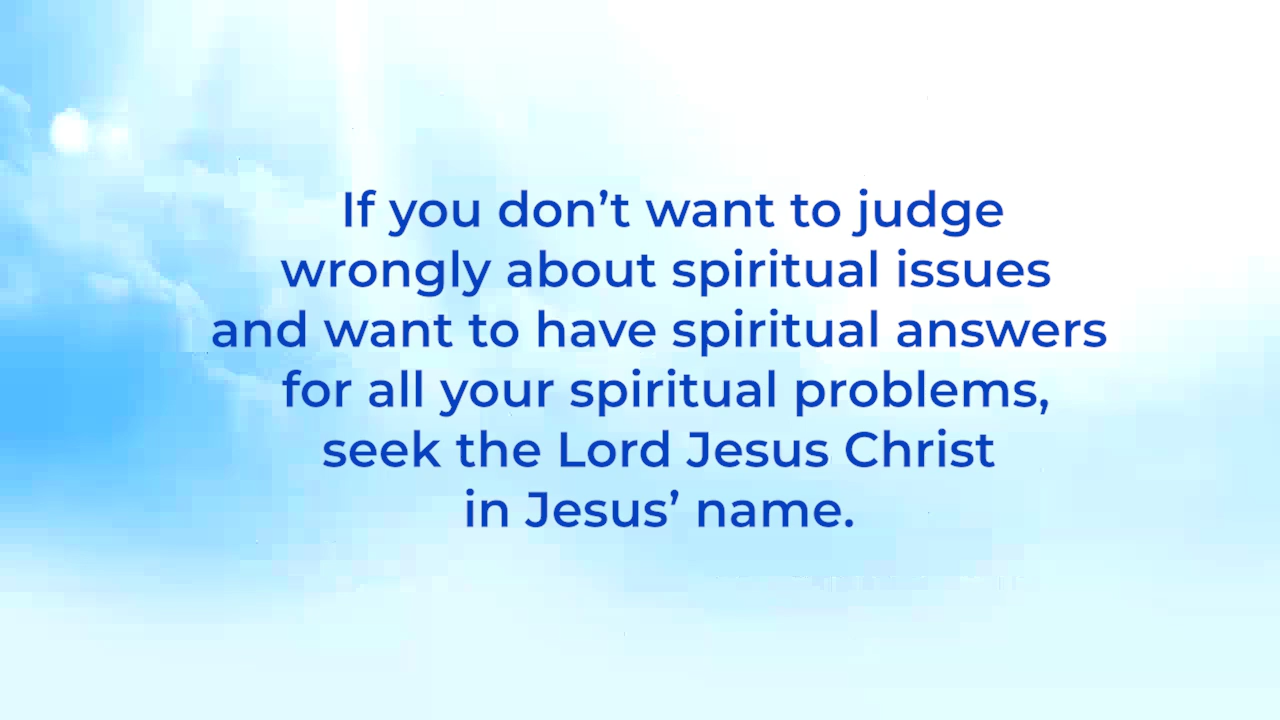 If you don’t want to judge
wrongly about spiritual issues
and want to have spiritual answers
for all your spiritual problems,
seek the Lord Jesus Christ
in Jesus’ name.